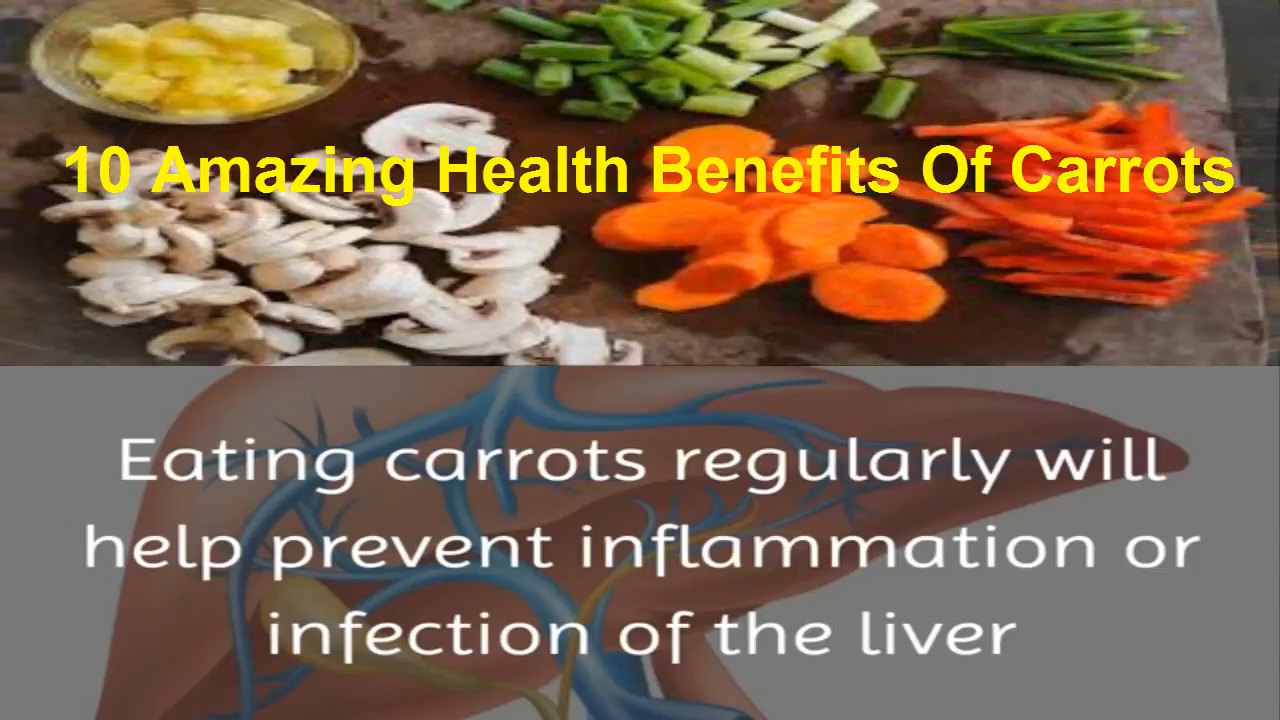 10 Amazing Health Benefits Of Carrots
Eating carrots regularly will
help prevent inflammation or
infection of the liver